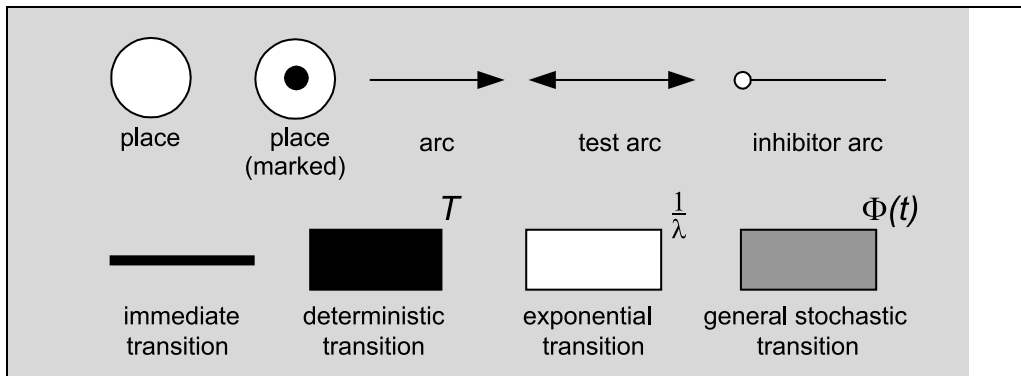 place
place
(marked)
arc
test arc
inhibitor arc
T
1/λ
Φ(t)
immediate
transition
deterministic
transition
exponential
transition
general stochastic
transition